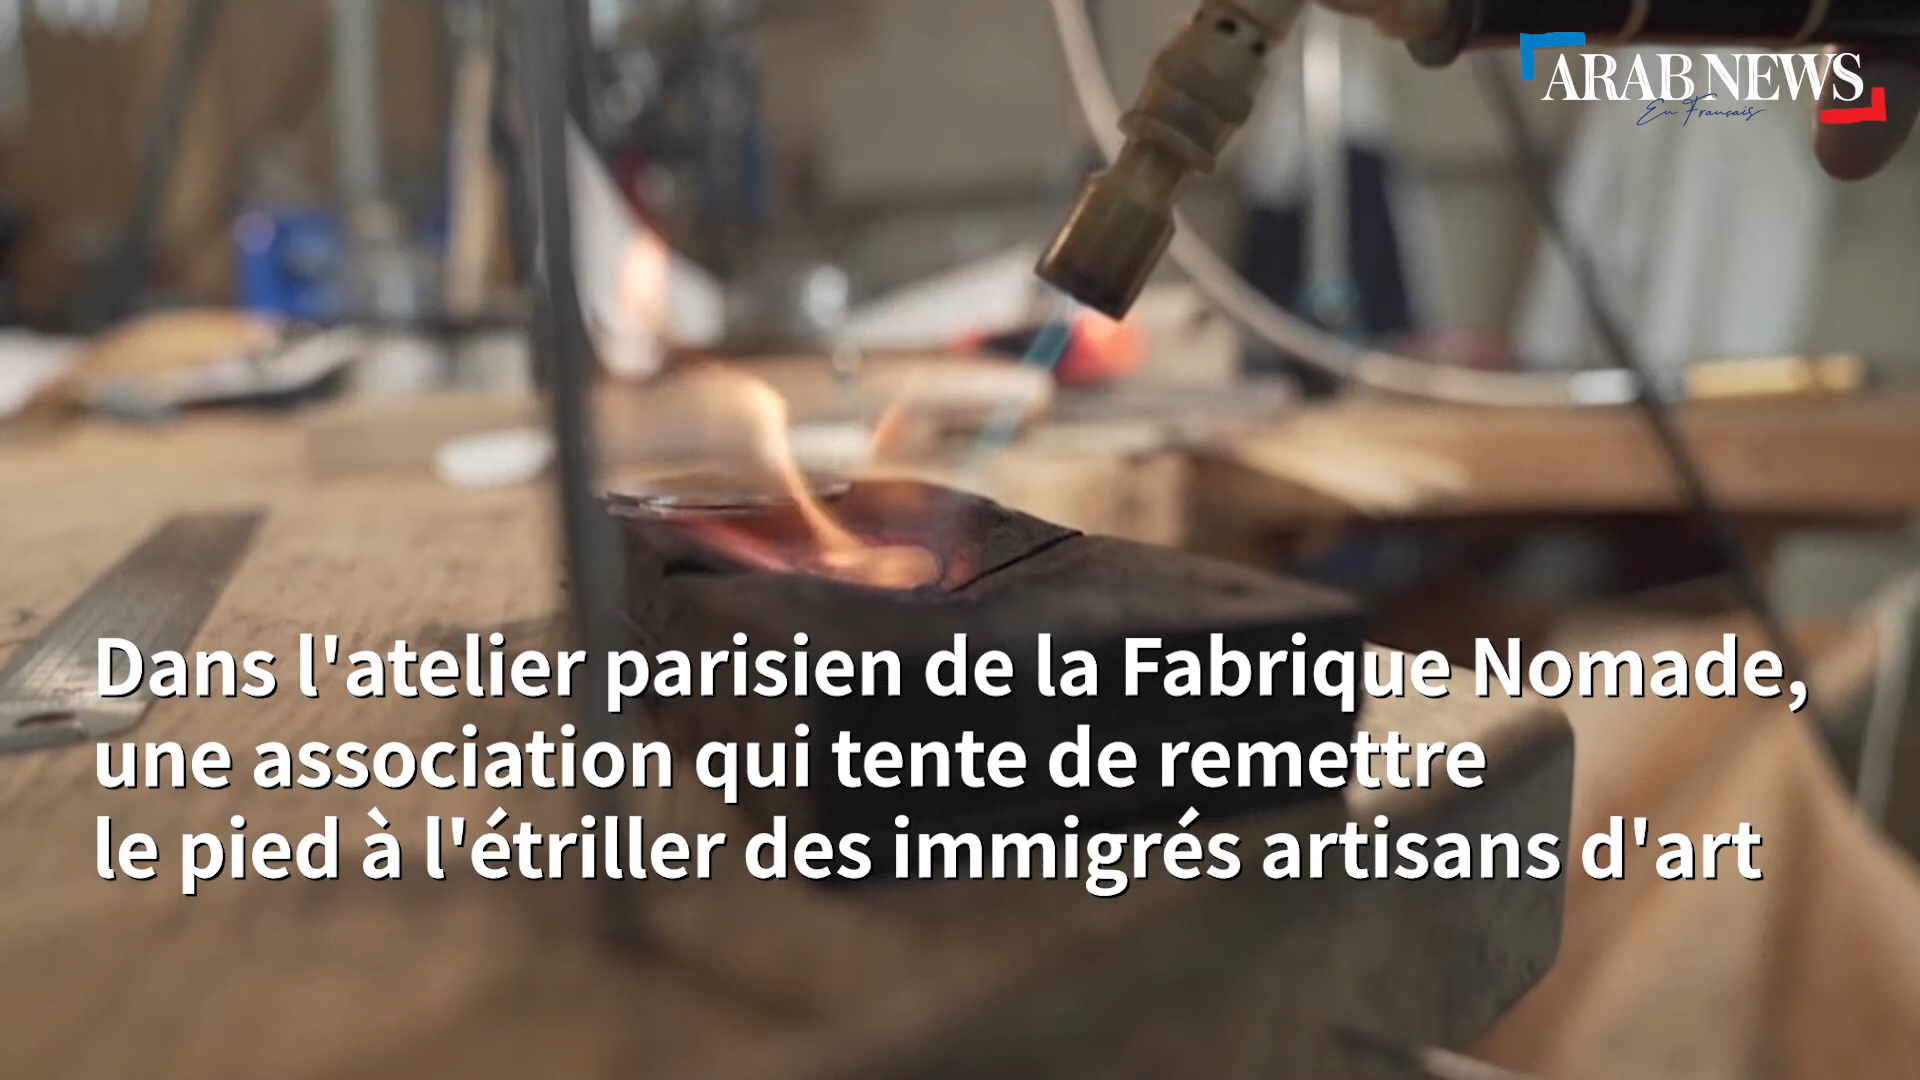 ARAB NEWS
En Français
Dans l'atelier parisien de la Fabrique Nomade,
une association qui tente de remettre
le pied à l'étriller des immigrés artisans d'art